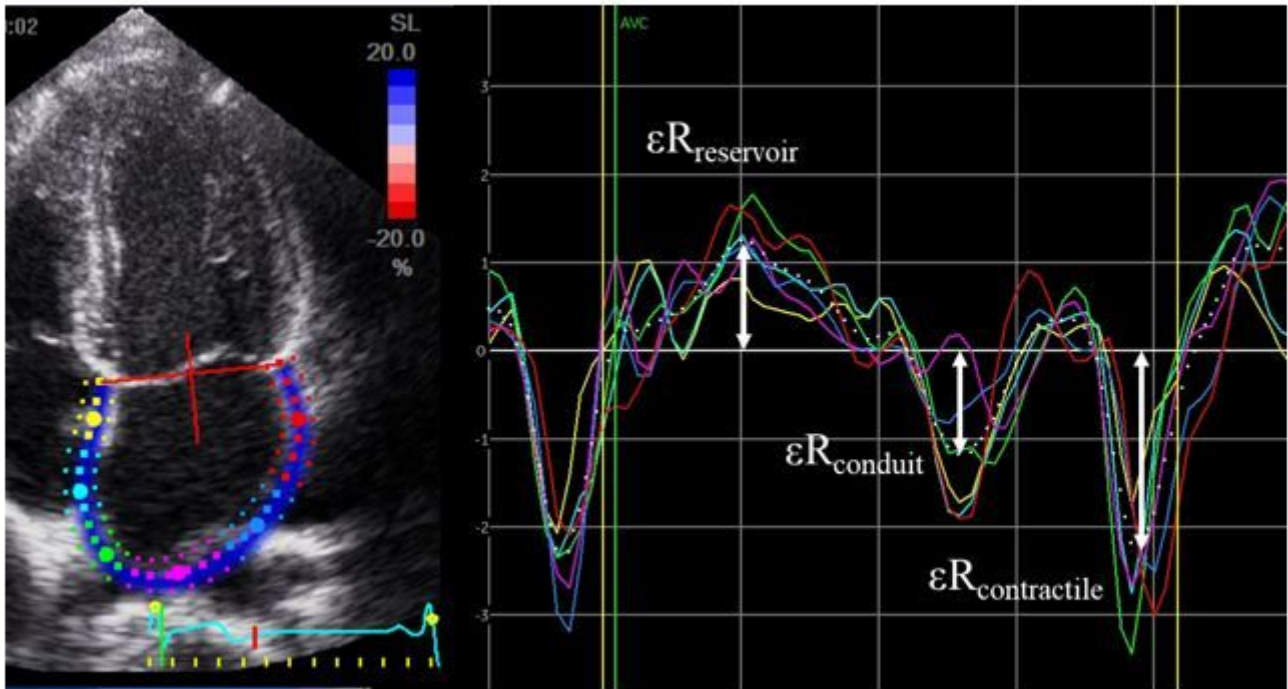 :02
SL
20.0
-20.0
%
AVC
3
2
1
0
-1
-2
-3
εRreservoir
εRconduit
εRcontractile